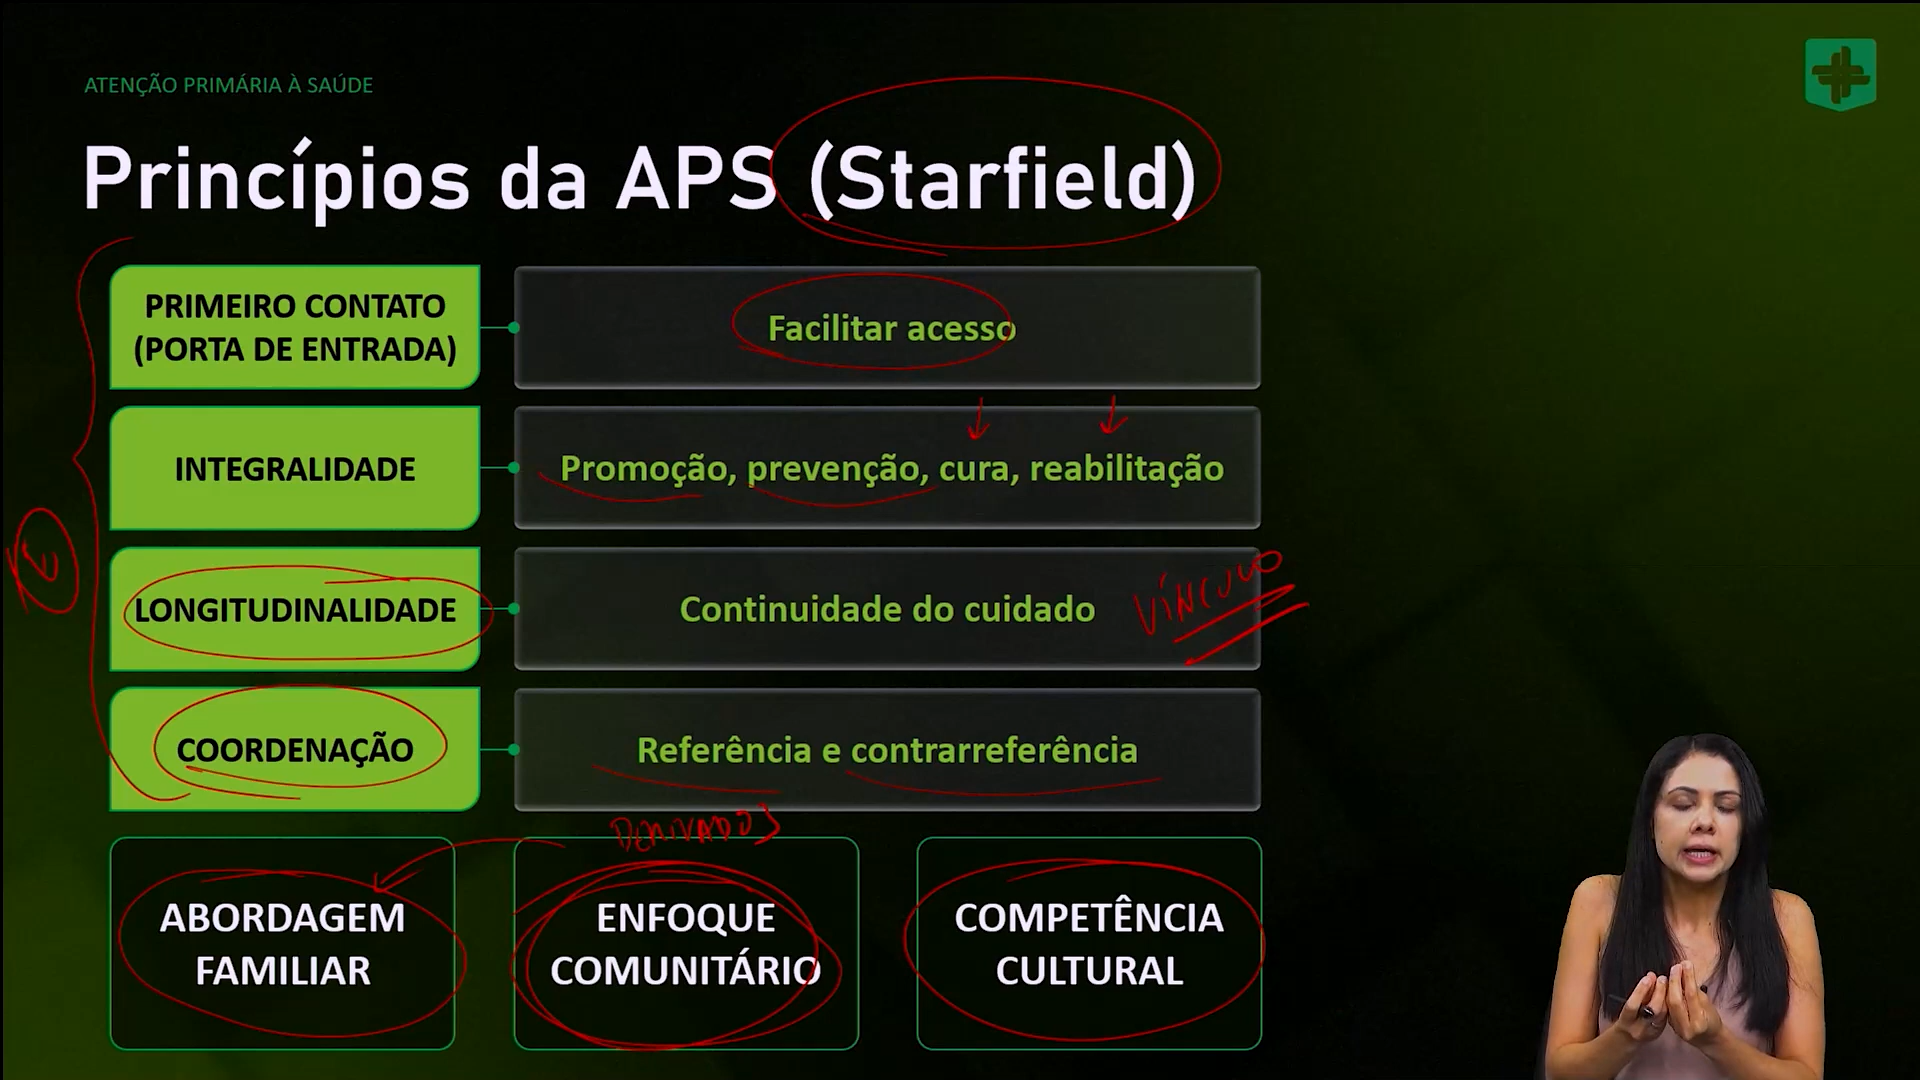 ATENÇÃO PRIMÁRIA À SAÚDE
Princípios da APS (Starfield)
PRIMEIRO CONTATO
(PORTA DE ENTRADA)
Facilitar acesso
INTEGRALIDADE
Promoção, prevenção, cura, reabilitação
LONGITUDINALIDADE
Continuidade do cuidado
VÍNCULO
COORDENAÇÃO
Referência e contrarreferência
DERIVADOS
ABORDAGEM
FAMILIAR
ENFOQUE
COMUNITÁRIO
COMPETÊNCIA
CULTURAL